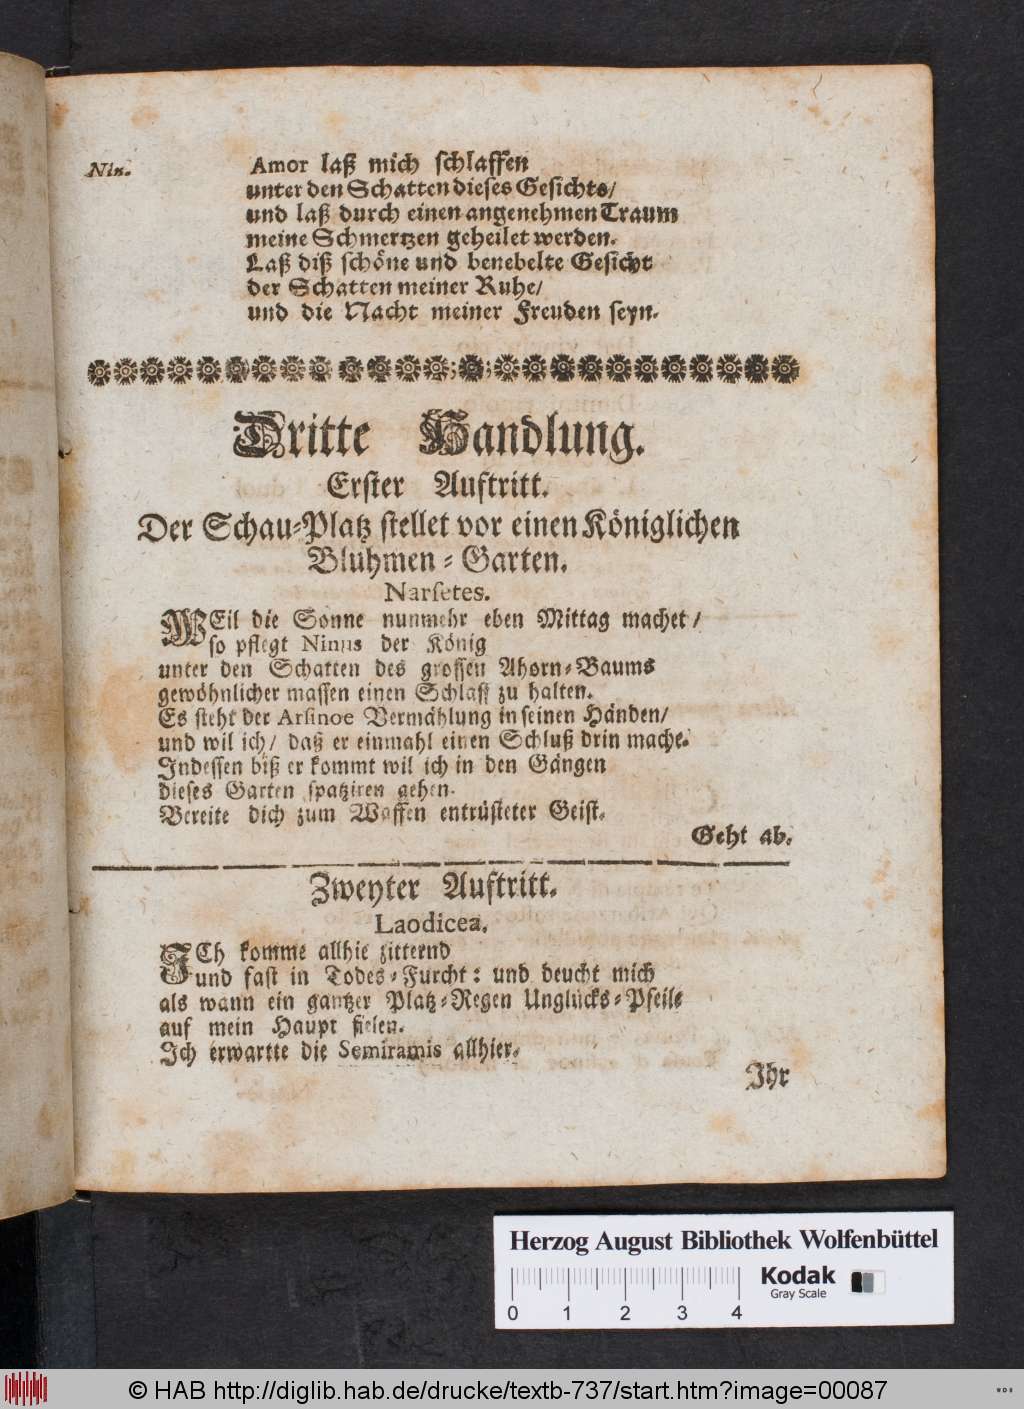 Nin. Amor laß mich schlaffen
unter den Schatten dieses Gesichts/
und laß durch einen angenehmen Traum
meine Schmertzen geheilet werden.
Laß diß schöne und benebelte Gesicht
der Schatten meiner Ruhe/
und die Nacht meiner Freuden seyn.
Dritte Handlung.
Erster Auftritt.
Der Schau-Platz stellet vor einen Königlichen
Bluhmen-Garten.
Narsetes.
WEil die Sonne nunmehr eben Mittag machet/
so pflegt Ninus der König
unter den Schatten des grossen Ahorn-Baums
gewöhnlicher massen einen Schlaff zu halten.
Es steht der Arsinoe Vermählung in seinen Händen/
und wil ich/ daß er einmahl einen Schluß drin mache.
Indessen biß er kommt wil ich in den Gängen
dieses Garten spatziren gehen.
Bereite dich zum Waffen entrüsteter Geist.
Geht ab.
Zweyter Auftritt.
Laodicea.
ICh komme allhie zitternd
und fast in Todes-Furcht: und deucht mich
als wann ein gantzer Platz-Regen Unglücks-Pfeile
auf mein Haupt fielen.
Ich erwartte die Semiramis allhier.
Ihr
Herzog August Bibliothek Wolfenbüttel
Kodak
Gray Scale
0 1 2 3 4
© HAB http://diglib.hab.de/drucke/textb-737/start.htm?image=00087